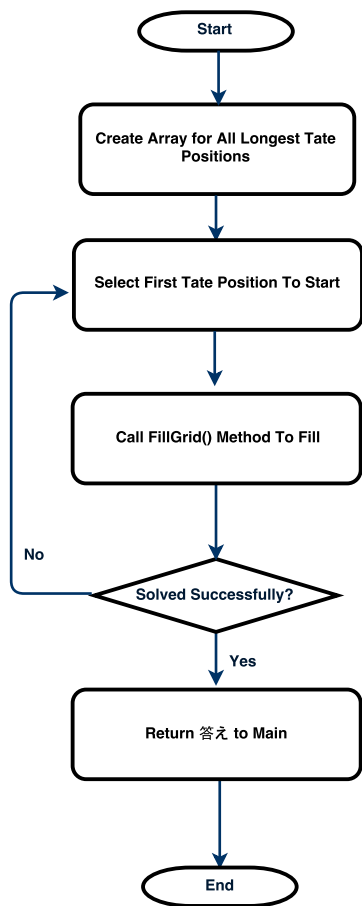 Start
Create Array for All Longest Tate
Positions
Select First Tate Position To Start
Call FillGrid() Method To Fill
No
Solved Successfully?
Yes
Return 答え to Main
End